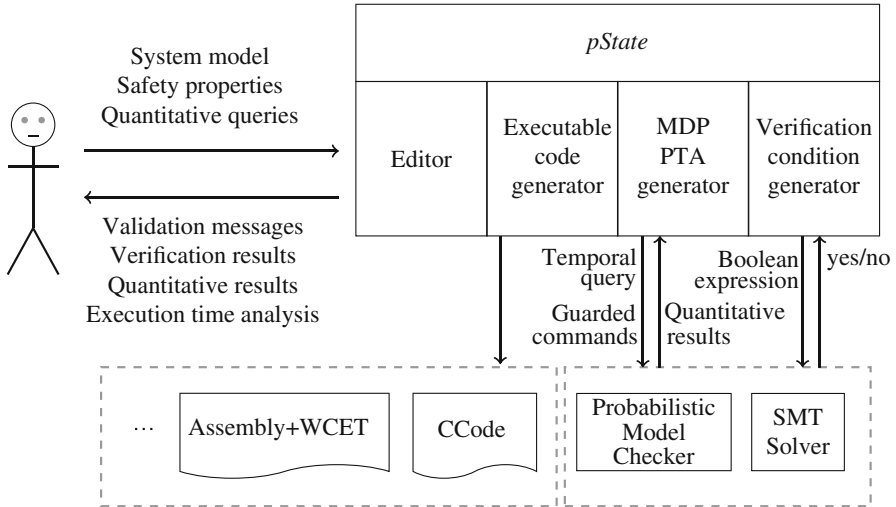 pState
System model
Safety properties
Quantitative queries
Editor
Executable
code
generator
MDP
PTA
generator
Verification
condition
generator
Validation messages
Verification results
Quantitative results
Execution time analysis
Temporal
query
Guarded
commands
Quantitative
results
Boolean
expression
yes/no
...
Assembly+WCET
CCode
Probabilistic
Model
Checker
SMT
Solver